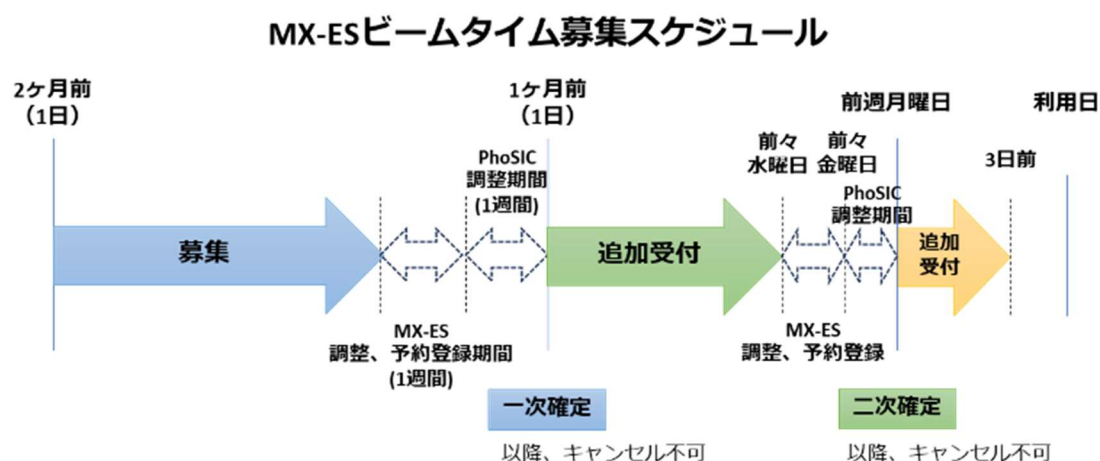 MX-ESビームタイム募集スケジュール
2ヶ月前
（1日）
1ヶ月前
（1日）
前週月曜日
利用日
前々
水曜日
前々
金曜日
3日前
PhoSIC
調整期間
(1週間)
PhoSIC
調整期間
募集
追加受付
追加
受付
MX-ES
調整、予約登録期間
(1週間)
MX-ES
調整、予約登録
一次確定
以降、キャンセル不可
二次確定
以降、キャンセル不可